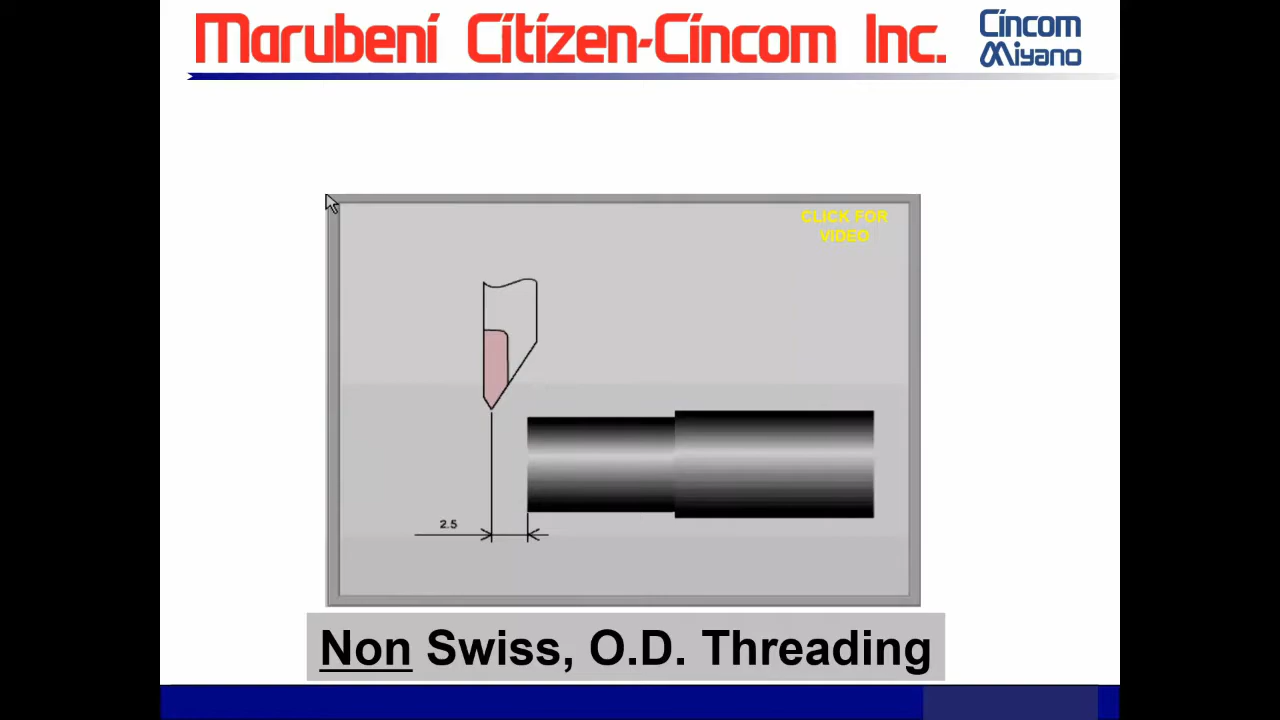 Marubeni Citizen-Cincom Inc.
Cincom
Miyano
CLICK FOR
VIDEO
2.5
Non Swiss, O.D. Threading